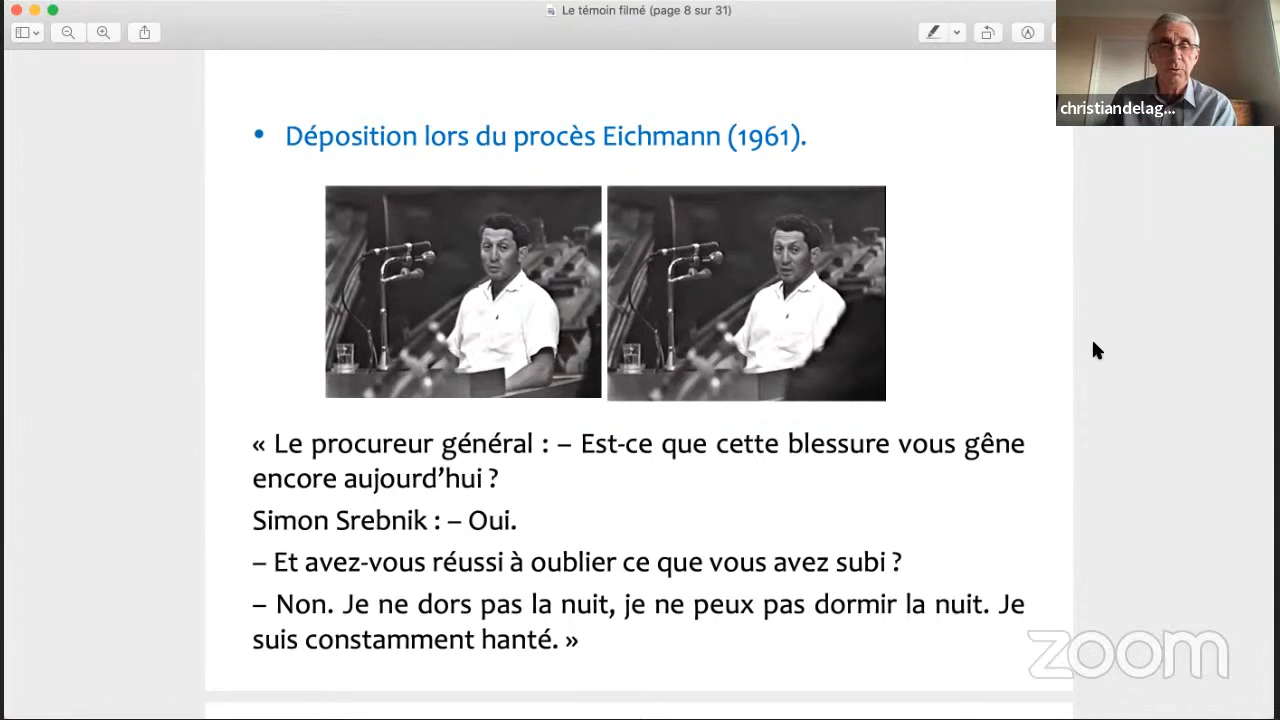 Le témoin filmé (page 8 sur 31)
christiandelag...
• Déposition lors du procès Eichmann (1961).
« Le procureur général : – Est-ce que cette blessure vous gêne
encore aujourd’hui ?
Simon Srebnik : – Oui.
– Et avez-vous réussi à oublier ce que vous avez subi ?
– Non. Je ne dors pas la nuit, je ne peux pas dormir la nuit. Je
suis constamment hanté. »
zoom